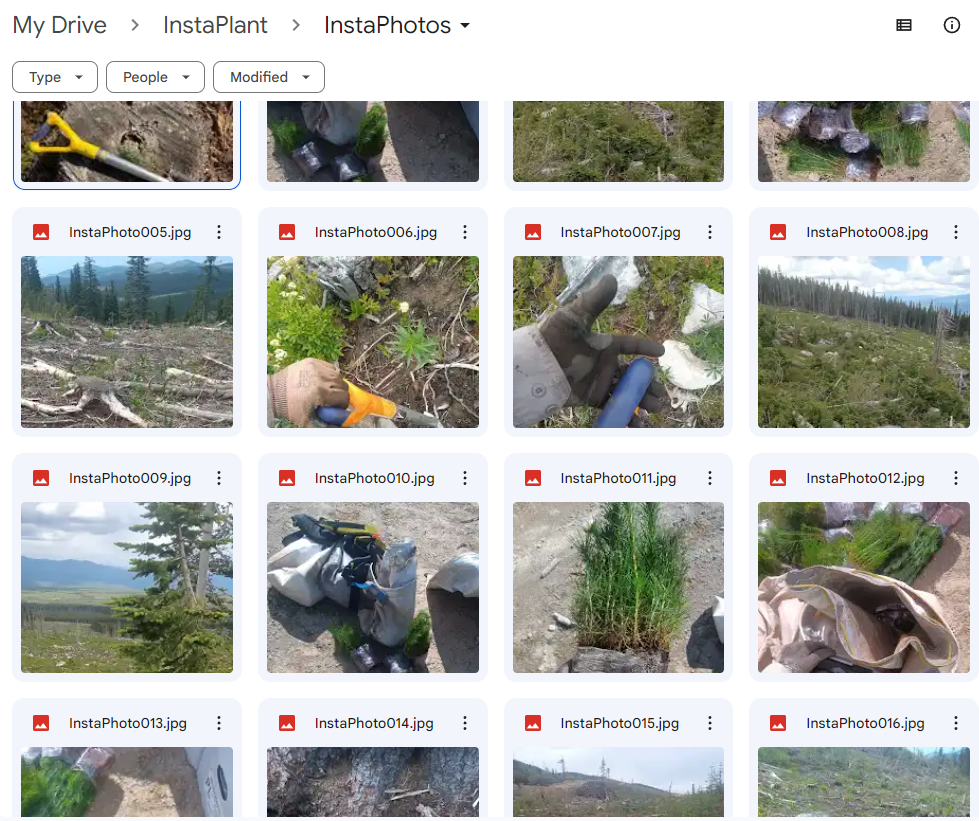 My Drive > InstaPlant > InstaPhotos
Type People Modified
InstaPhoto005.jpg InstaPhoto006.jpg InstaPhoto007.jpg InstaPhoto008.jpg
InstaPhoto009.jpg InstaPhoto010.jpg InstaPhoto011.jpg InstaPhoto012.jpg
InstaPhoto013.jpg InstaPhoto014.jpg InstaPhoto015.jpg InstaPhoto016.jpg